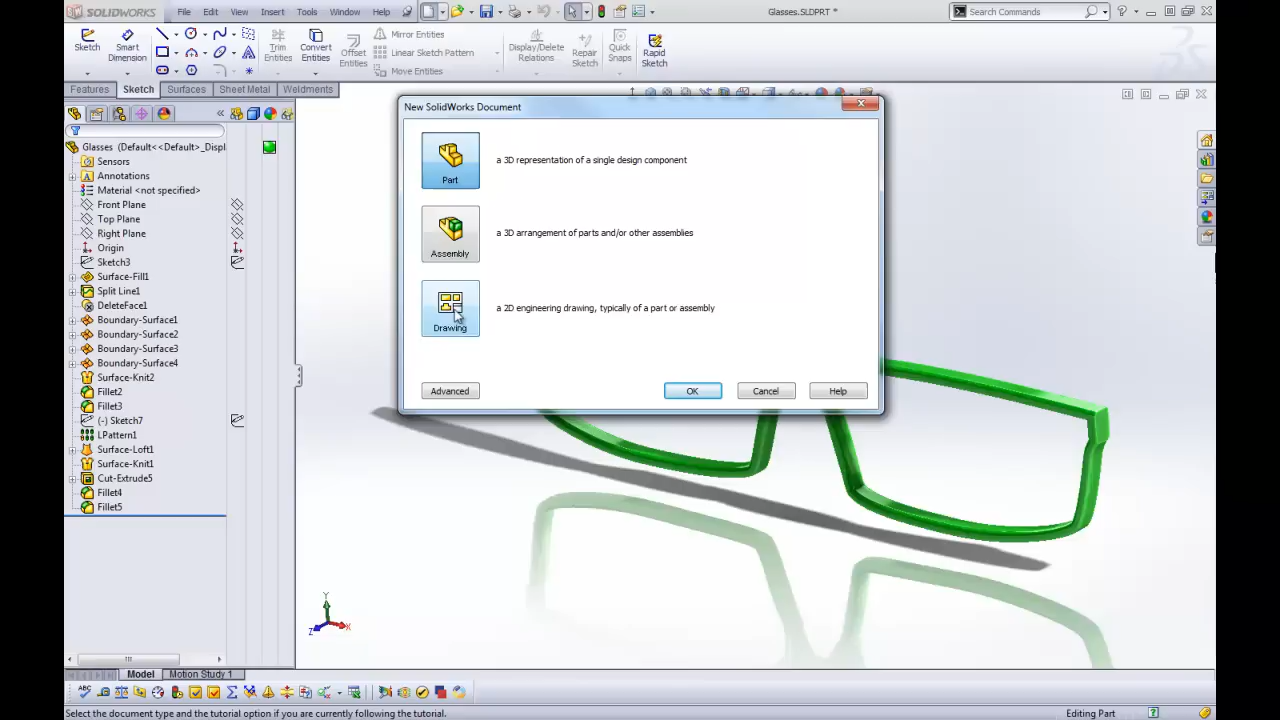 SOLIDWORKS File Edit View Insert Tools Window Help Glasses.SLDPRT * Search Commands
Sketch Smart Dimension Trim Entities Convert Entities Offset Entities Mirror Entities Linear Sketch Pattern Move Entities Display/Delete Relations Repair Sketch Quick Snaps Rapid Sketch
Features Sketch Surfaces Sheet Metal Weldments
New SolidWorks Document
Part
a 3D representation of a single design component
Assembly
a 3D arrangement of parts and/or other assemblies
Drawing
a 2D engineering drawing, typically of a part or assembly
Advanced OK Cancel Help
Glasses (Default<<Default>_Displ
Sensors
Annotations
Material <not specified>
Front Plane
Top Plane
Right Plane
Origin
Sketch3
Surface-Fill1
Split Line1
DeleteFace1
Boundary-Surface1
Boundary-Surface2
Boundary-Surface3
Boundary-Surface4
Surface-Knit2
Fillet2
Fillet3
(-) Sketch7
LPattern1
Surface-Loft1
Surface-Knit1
Cut-Extrude5
Fillet4
Fillet5
Y
Z X
Model Motion Study 1
Select the document type and the tutorial option if you are currently following the tutorial. Editing Part